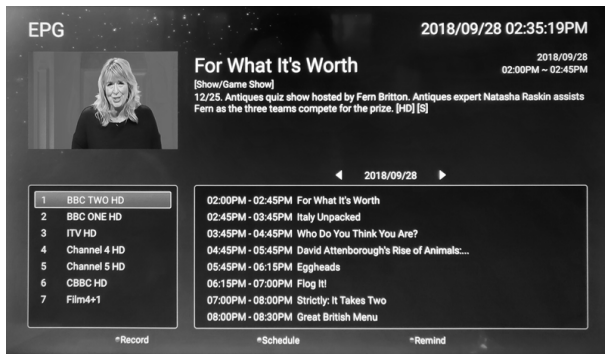 EPG
2018/09/28 02:35:19PM
For What It's Worth
2018/09/28
02:00PM ~ 02:45PM
[Show/Game Show]
12/25. Antiques quiz show hosted by Fern Britton. Antiques expert Natasha Raskin assists
Fern as the three teams compete for the prize. [HD] [S]
2018/09/28
1 BBC TWO HD
2 BBC ONE HD
3 ITV HD
4 Channel 4 HD
5 Channel 5 HD
6 CBBC HD
7 Film4+1
02:00PM - 02:45PM For What It's Worth
02:45PM - 03:45PM Italy Unpacked
03:45PM - 04:45PM Who Do You Think You Are?
04:45PM - 05:45PM David Attenborough's Rise of Animals:...
05:45PM - 06:15PM Eggheads
06:15PM - 07:00PM Flog It!
07:00PM - 08:00PM Strictly: It Takes Two
08:00PM - 08:30PM Great British Menu
Record
Schedule
Remind